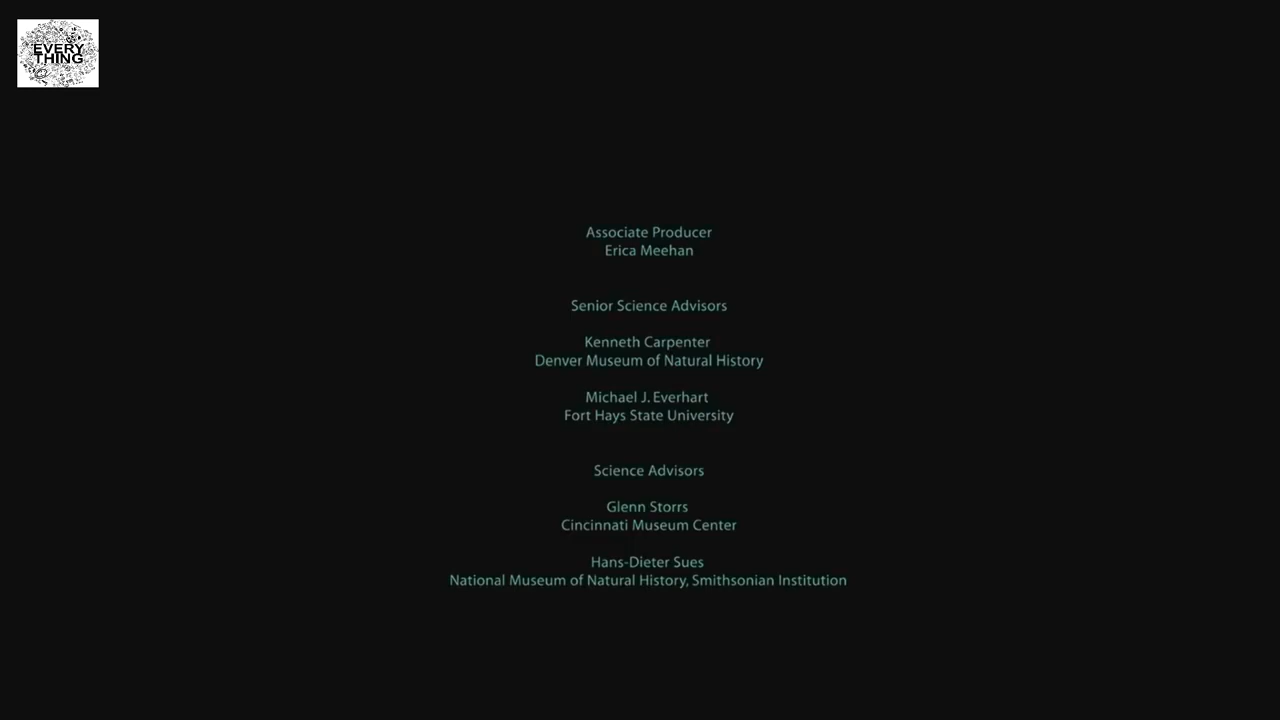 EVERY
THING
Associate Producer
Erica Meehan
Senior Science Advisors
Kenneth Carpenter
Denver Museum of Natural History
Michael J. Everhart
Fort Hays State University
Science Advisors
Glenn Storrs
Cincinnati Museum Center
Hans-Dieter Sues
National Museum of Natural History, Smithsonian Institution